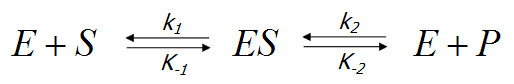 E + S k₁ K₋₁ ES k₂ K₋₂ E + P